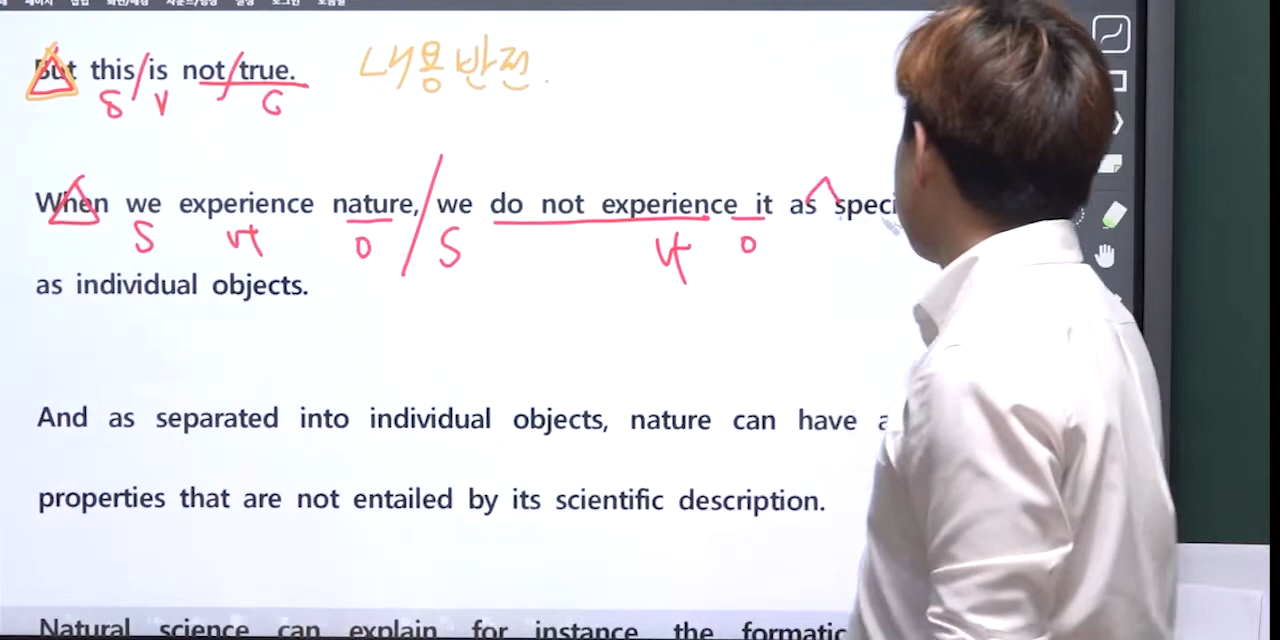 But this is not true. 내용 반전.
S V C
When we experience nature, we do not experience it as speci
S vt O S vt O
as individual objects.
And as separated into individual objects, nature can have a
properties that are not entailed by its scientific description.
Natural science can explain for instance the formatic